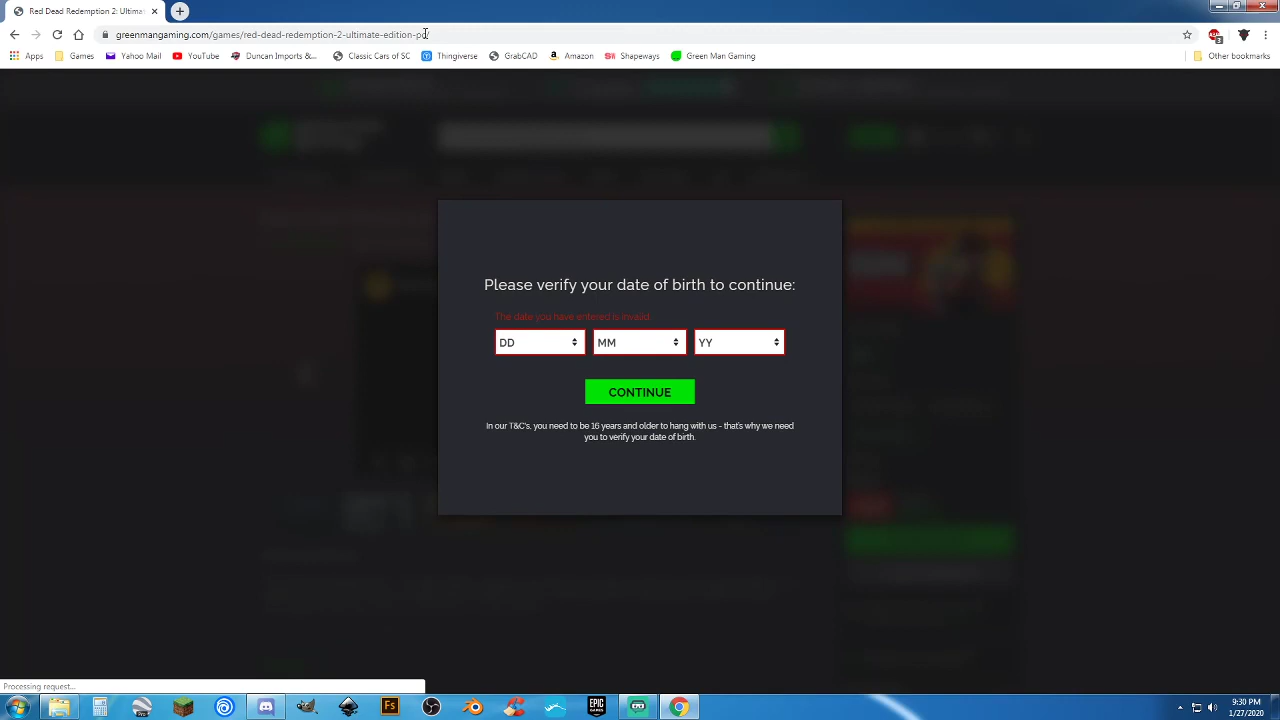 Red Dead Redemption 2: Ultima
greenmangaming.com/games/red-dead-redemption-2-ultimate-edition-pc
Apps Games Yahoo Mail YouTube Duncan Imports &... Classic Cars of SC Thingiverse GrabCAD Amazon Shapeways Green Man Gaming Other bookmarks
Please verify your date of birth to continue:
The date you have entered is invalid.
DD MM YY
CONTINUE
In our T&C's, you need to be 16 years and older to hang with us - that's why we need
you to verify your date of birth.
Processing request...
9:30 PM
1/27/2020